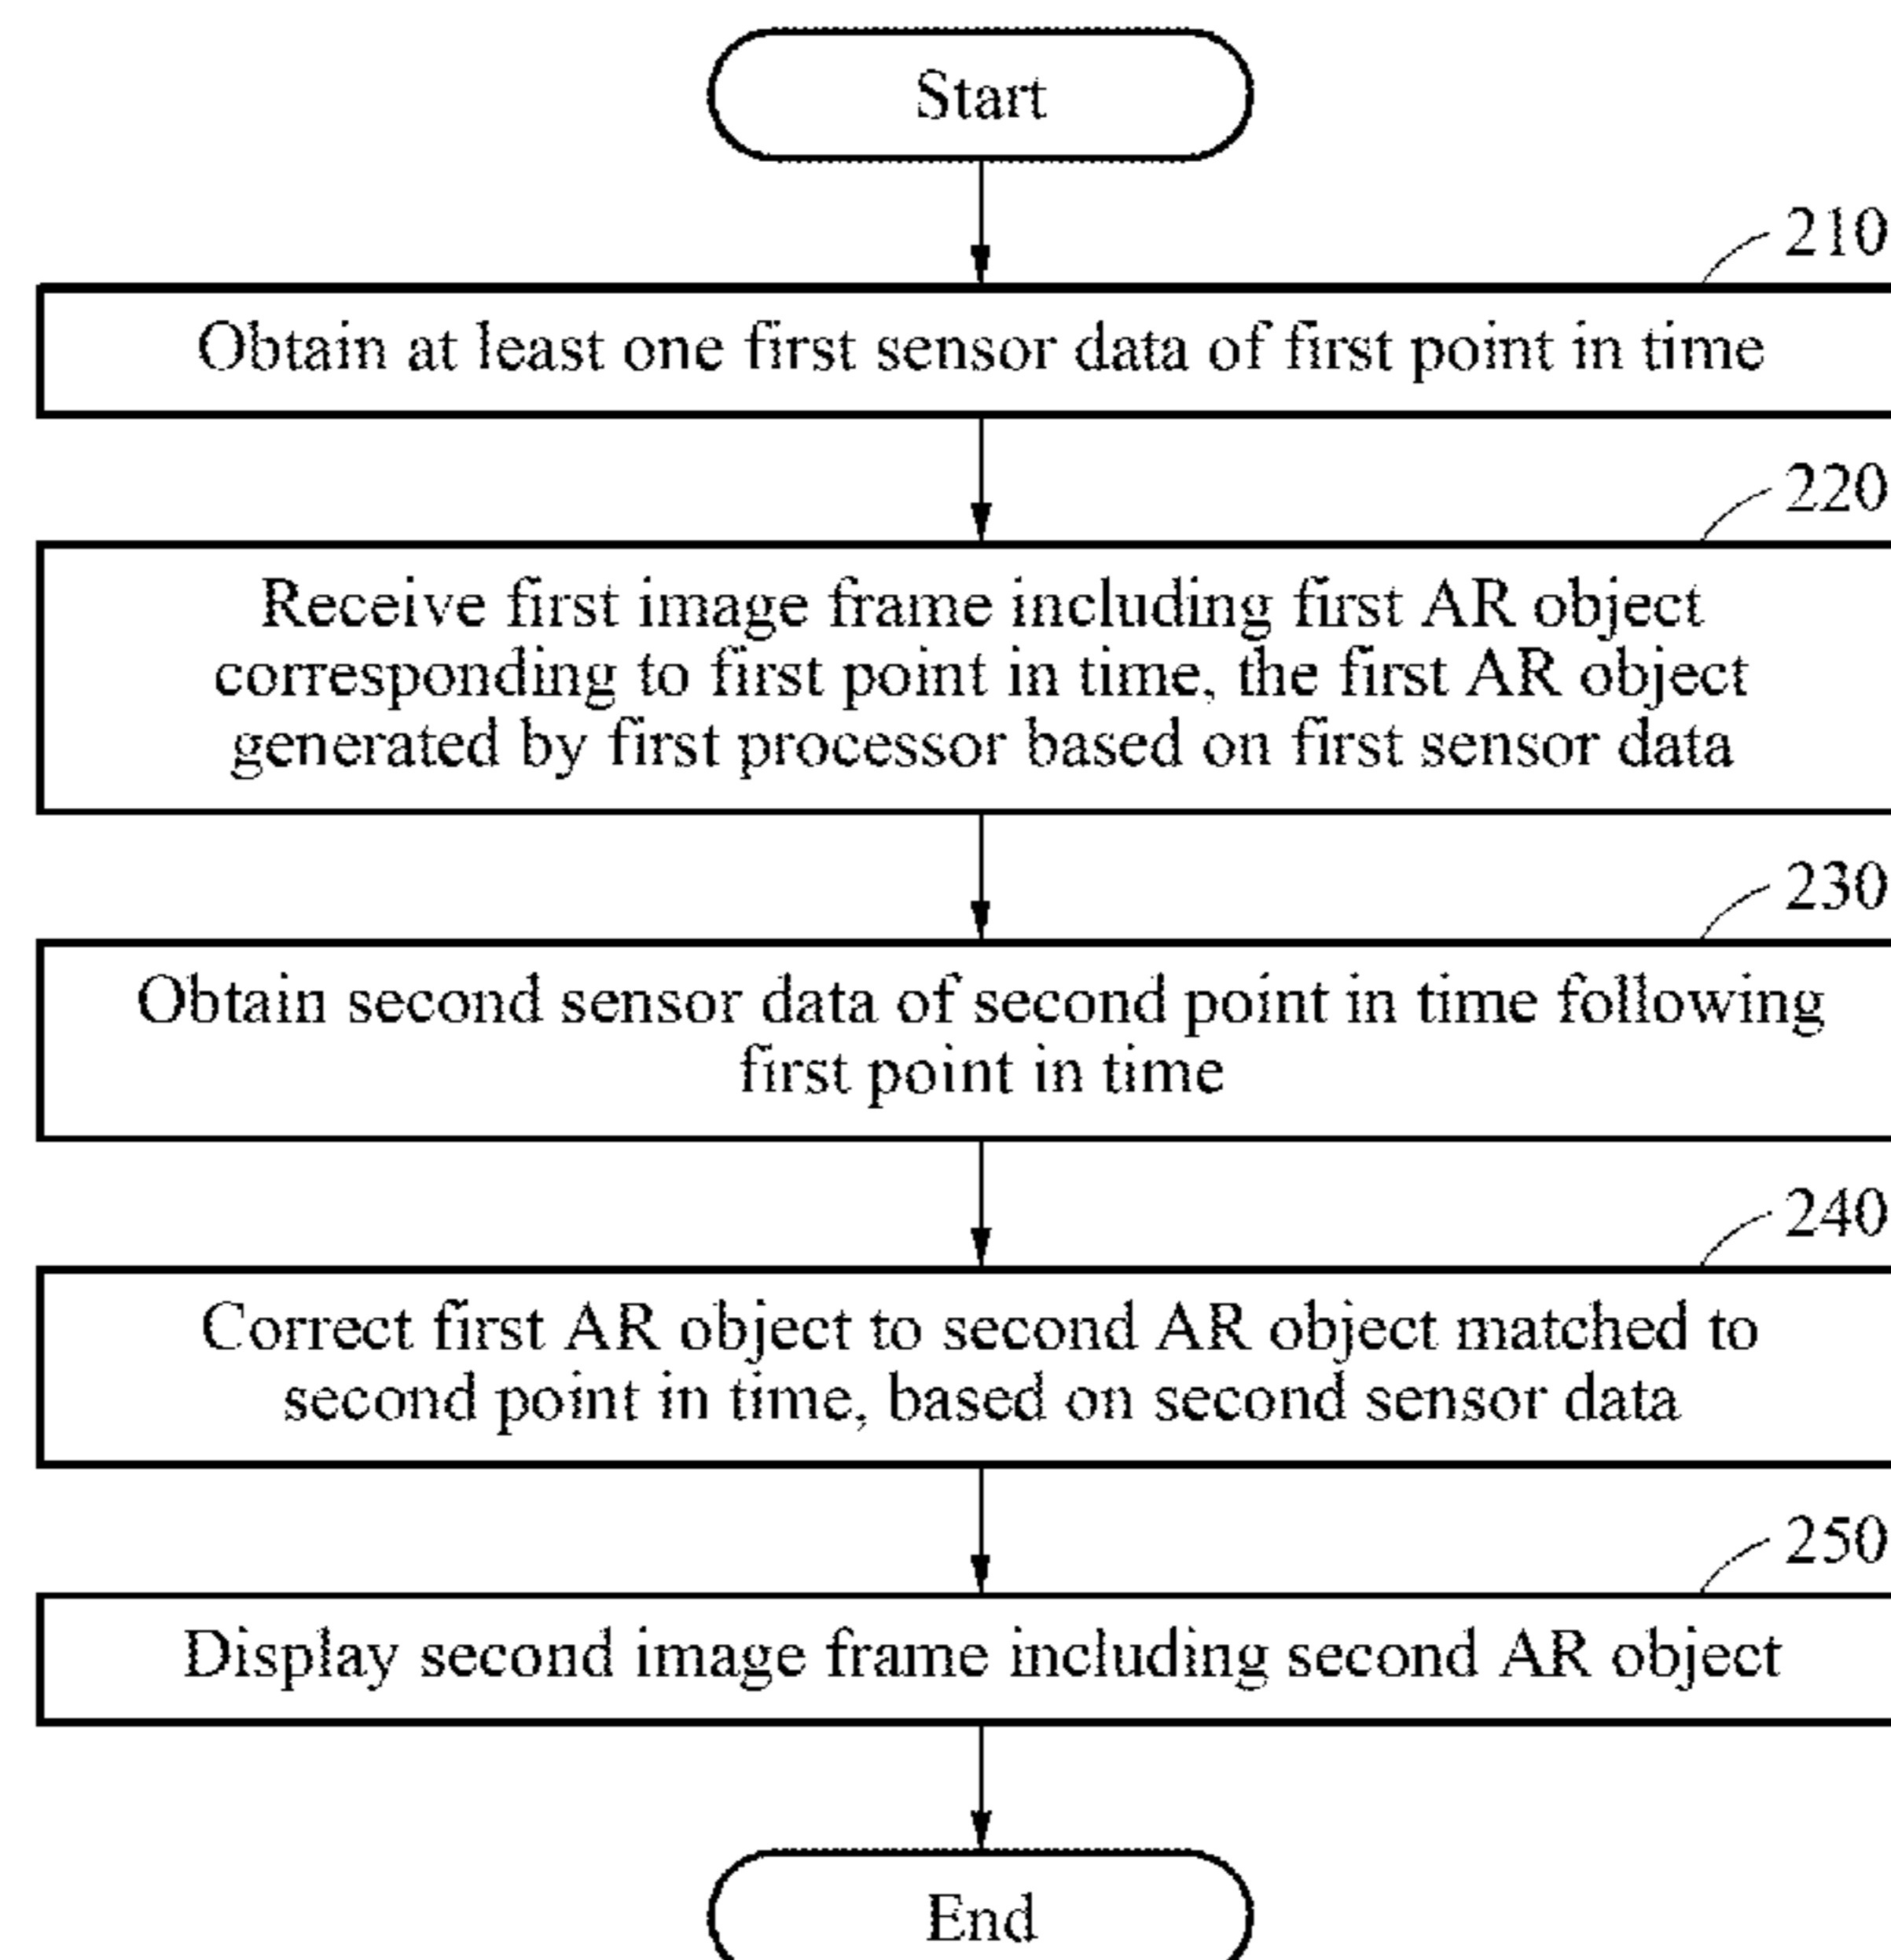 Start
210
Obtain at least one first sensor data of first point in time
220
Receive first image frame including first AR object
corresponding to first point in time, the first AR object
generated by first processor based on first sensor data
230
Obtain second sensor data of second point in time following
first point in time
240
Correct first AR object to second AR object matched to
second point in time, based on second sensor data
250
Display second image frame including second AR object
End